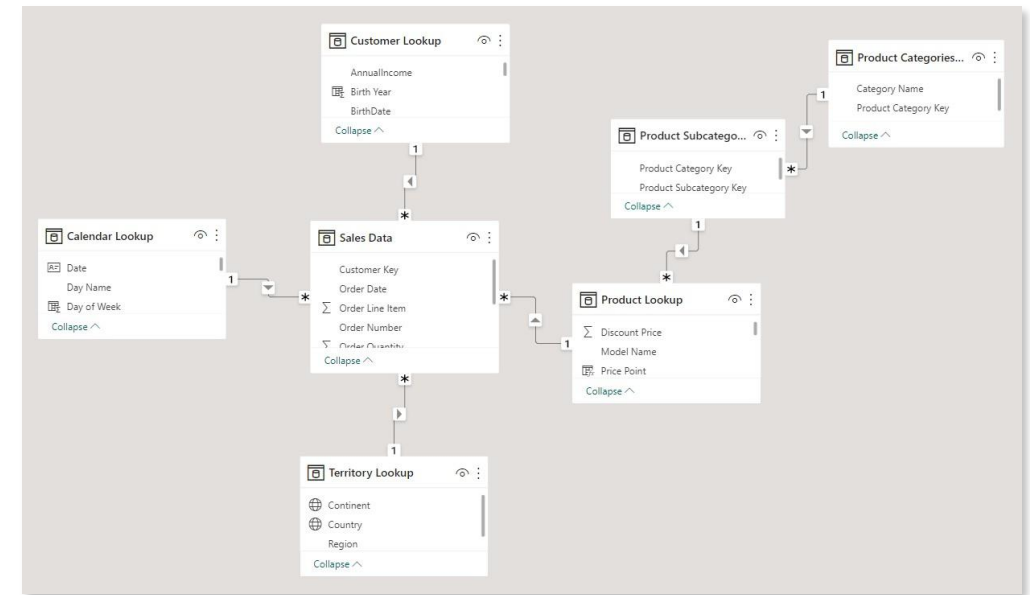 Customer Lookup
AnnualIncome
Birth Year
BirthDate
Collapse
Product Categories...
Category Name
Product Category Key
Collapse
1
Product Subcatego...
Product Category Key
Product Subcategory Key
Collapse
*
1
1
*
Calendar Lookup
Date
Day Name
Day of Week
Collapse
1
*
Sales Data
Customer Key
Order Date
Σ Order Line Item
Order Number
Σ Order Quantity
Collapse
*
*
Product Lookup
Σ Discount Price
Model Name
Price Point
Collapse
*
1
1
Territory Lookup
Continent
Country
Region
Collapse